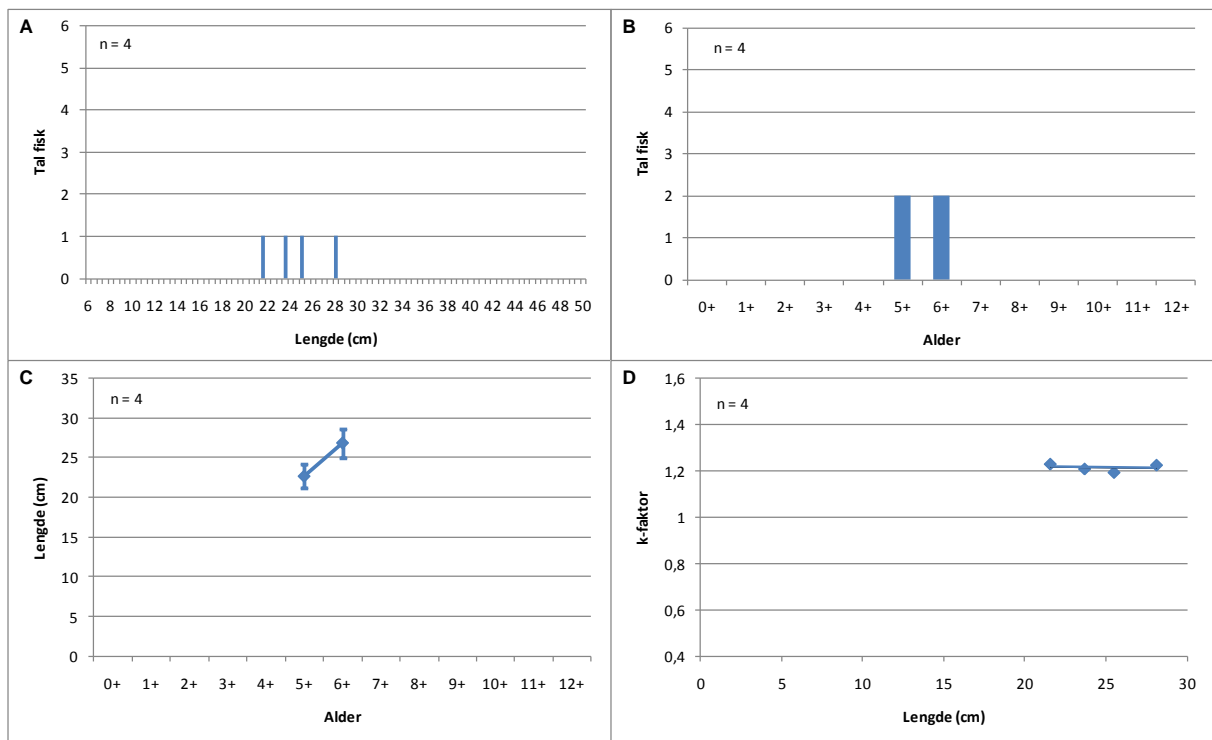 A
n = 4
6
5
4
3
2
1
0
Tal fisk
6 8 10 12 14 16 18 20 22 24 26 28 30 32 34 36 38 40 42 44 46 48 50
Lengde (cm)
B
n = 4
6
5
4
3
2
1
0
Tal fisk
0+ 1+ 2+ 3+ 4+ 5+ 6+ 7+ 8+ 9+ 10+ 11+ 12+
Alder
C
n = 4
35
30
25
20
15
10
5
0
Lengde (cm)
0+ 1+ 2+ 3+ 4+ 5+ 6+ 7+ 8+ 9+ 10+ 11+ 12+
Alder
D
n = 4
1,6
1,4
1,2
1
0,8
0,6
0,4
k-faktor
0 5 10 15 20 25 30
Lengde (cm)